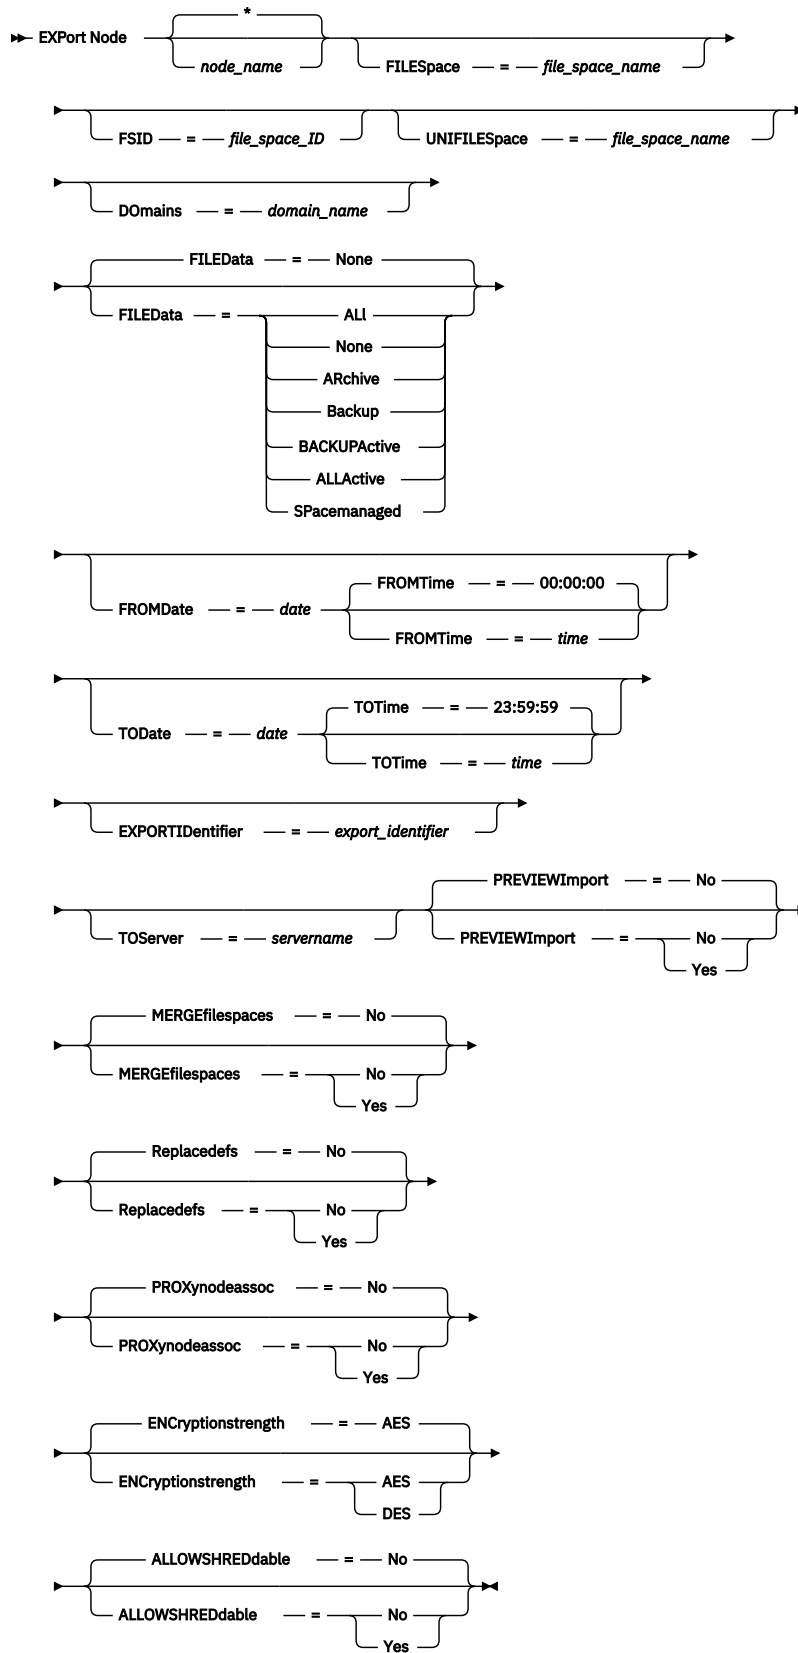 *
EXPort Node
node_name
FILESpace = file_space_name
FSID = file_space_ID
UNIFILESpace = file_space_name
DOmains = domain_name
FILEData = None
FILEData = ALl
None
ARchive
Backup
BACKUPActive
ALLActive
SPacemanaged
FROMTime = 00:00:00
FROMDate = date
FROMTime = time
TOTime = 23:59:59
TODate = date
TOTime = time
EXPORTIDentifier = export_identifier
PREVIEWImport = No
TOServer = servername
PREVIEWImport = No
Yes
MERGEfilespaces = No
MERGEfilespaces = No
Yes
Replacedefs = No
Replacedefs = No
Yes
PROXynodeassoc = No
PROXynodeassoc = No
Yes
ENCryptionstrength = AES
ENCryptionstrength = AES
DES
ALLOWSHREDdable = No
ALLOWSHREDdable = No
Yes